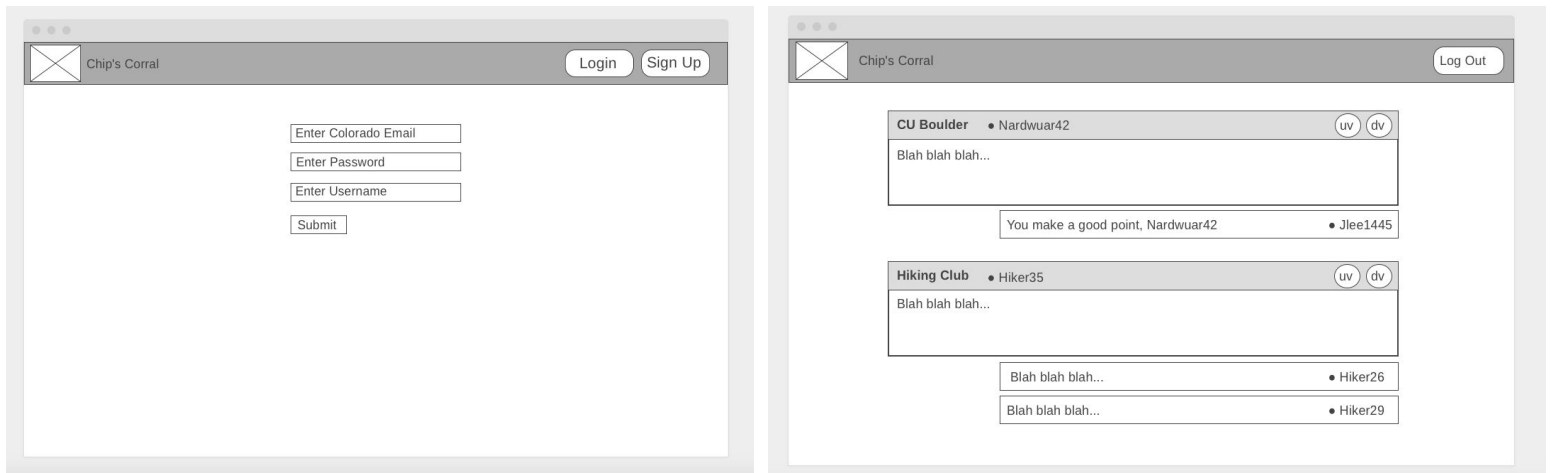 Chip's Corral
Login
Sign Up
Enter Colorado Email
Enter Password
Enter Username
Submit
Chip's Corral
Log Out
CU Boulder ● Nardwuar42
uv
dv
Blah blah blah...
You make a good point, Nardwuar42 ● Jlee1445
Hiking Club ● Hiker35
uv
dv
Blah blah blah...
Blah blah blah... ● Hiker26
Blah blah blah... ● Hiker29